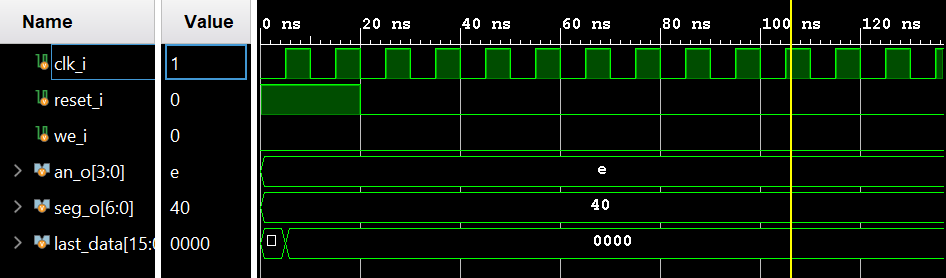 Name Value 0 ns 20 ns 40 ns 60 ns 80 ns 100 ns 120 ns
clk_i 1
reset_i 0
we_i 0
an_o[3:0] e e
seg_o[6:0] 40 40
last_data[15:0 0000 0000